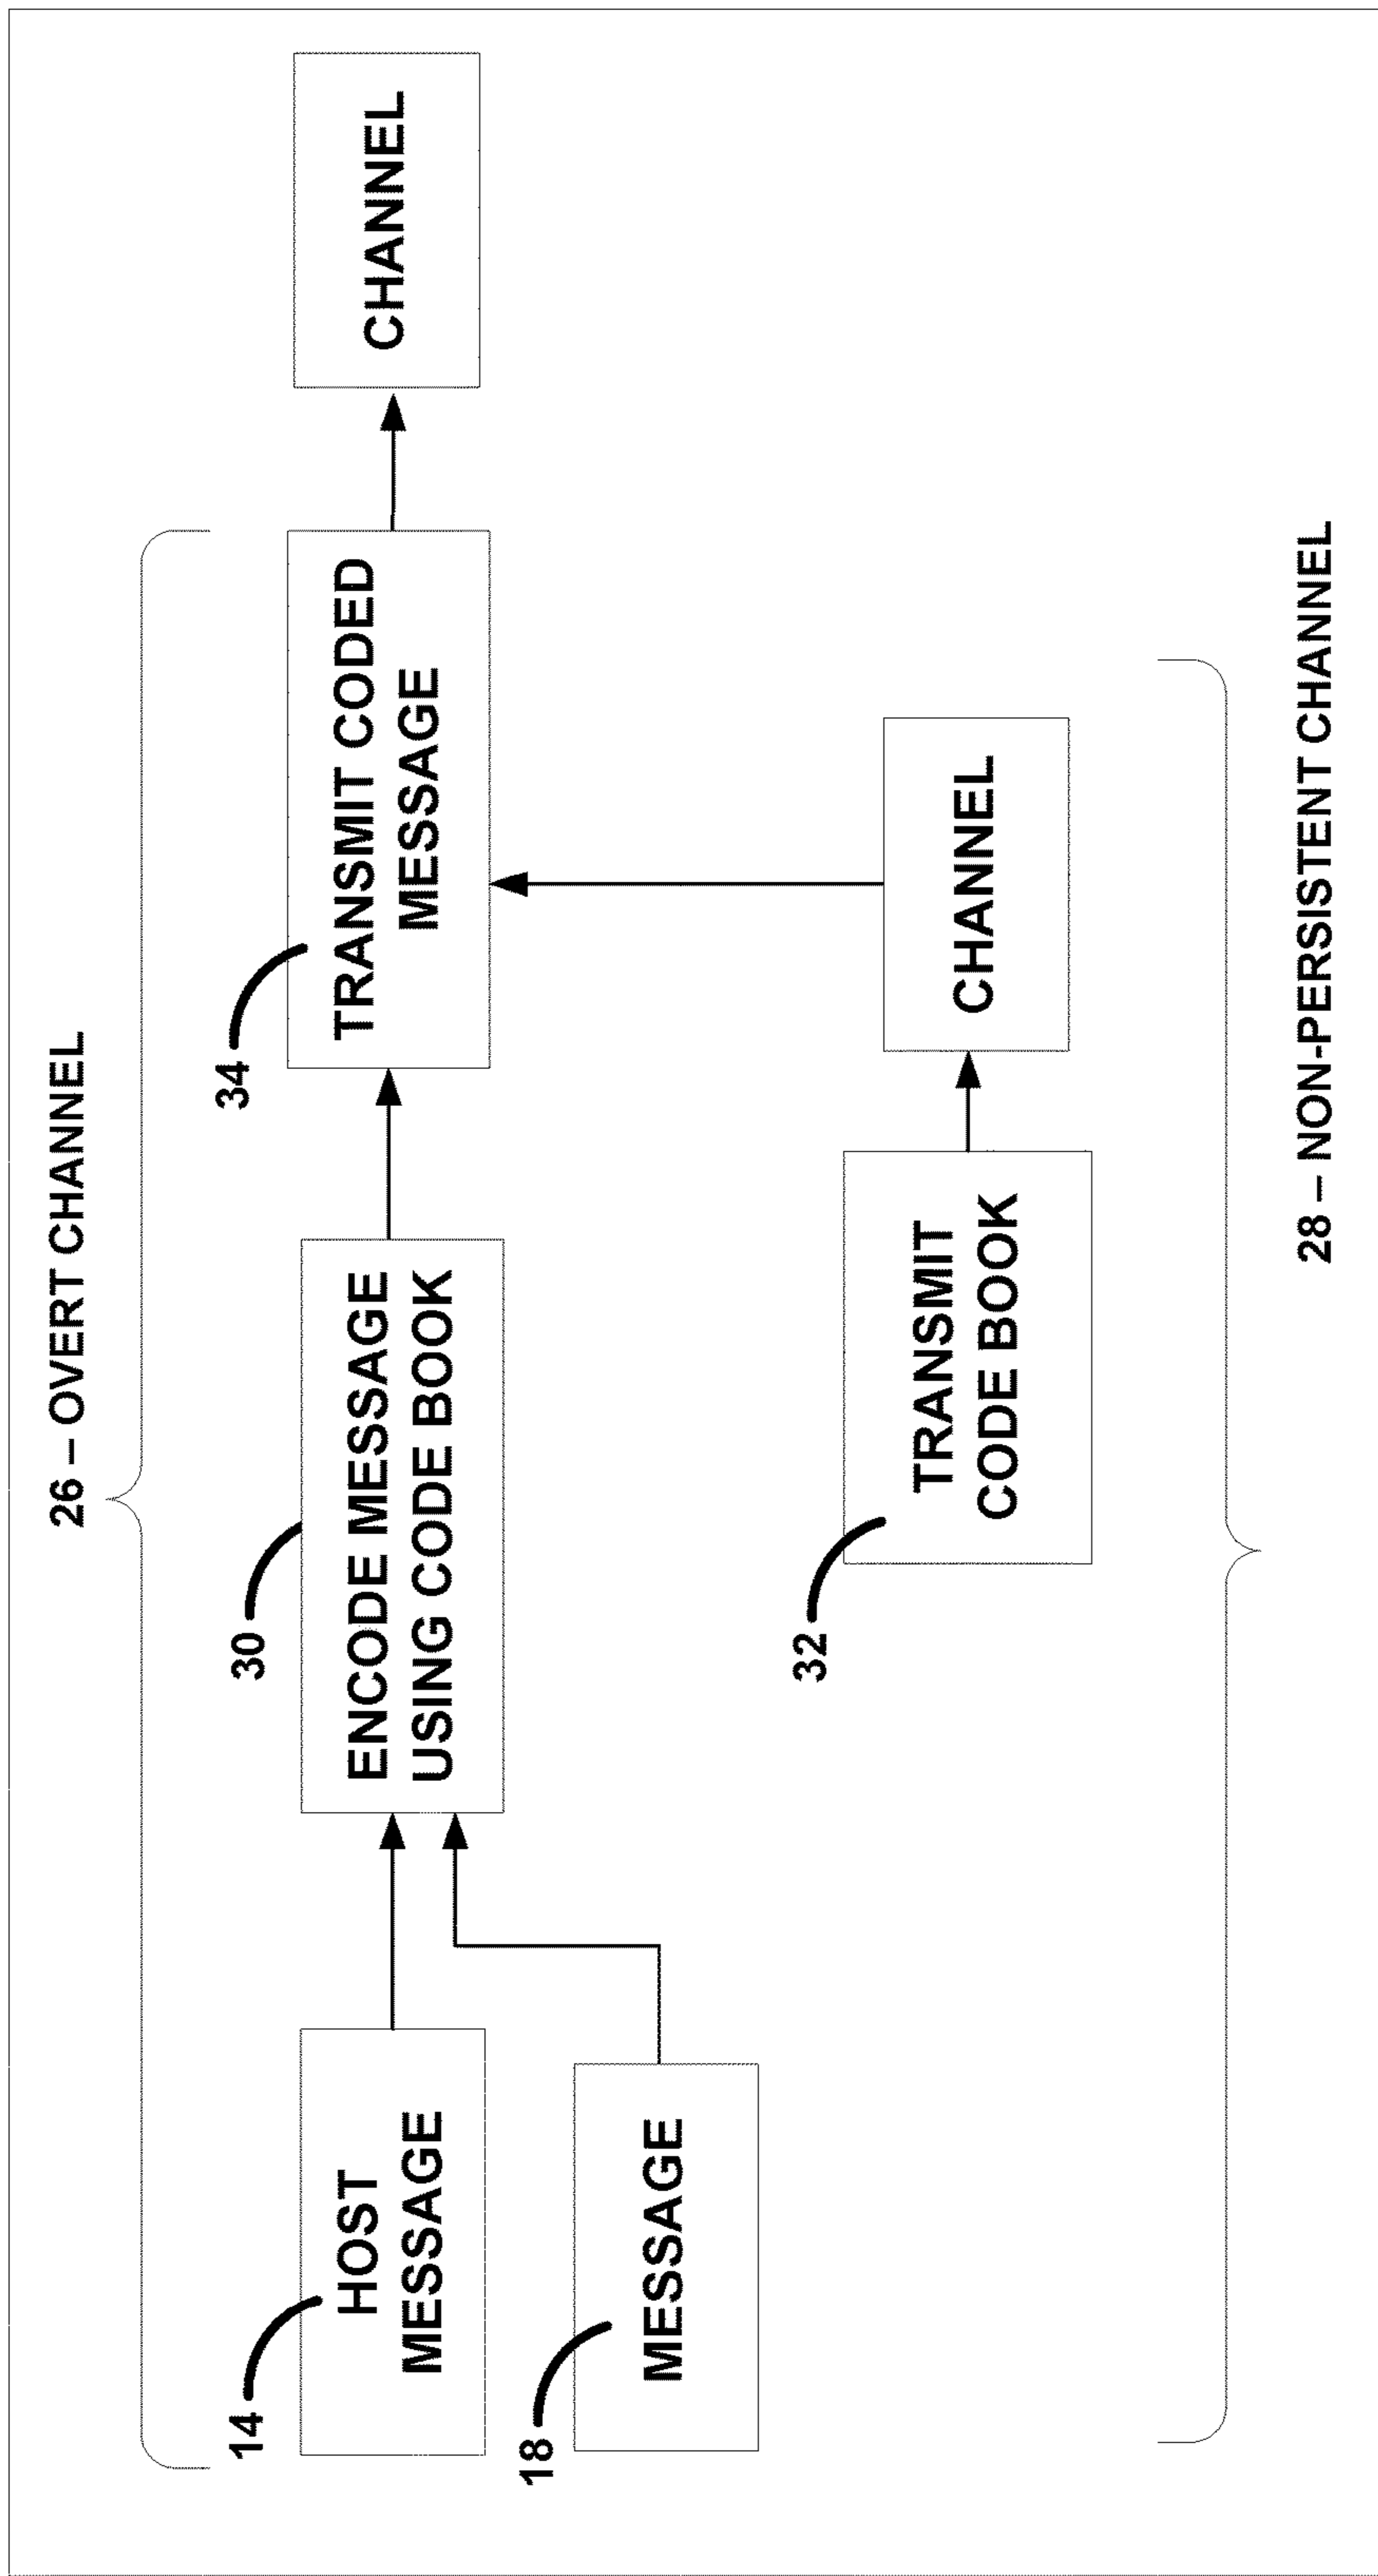 26 – OVERT CHANNEL
14
HOST
MESSAGE
30
ENCODE MESSAGE
USING CODE BOOK
34
TRANSMIT CODED
MESSAGE
CHANNEL
18
MESSAGE
32
TRANSMIT
CODE BOOK
CHANNEL
28 – NON-PERSISTENT CHANNEL